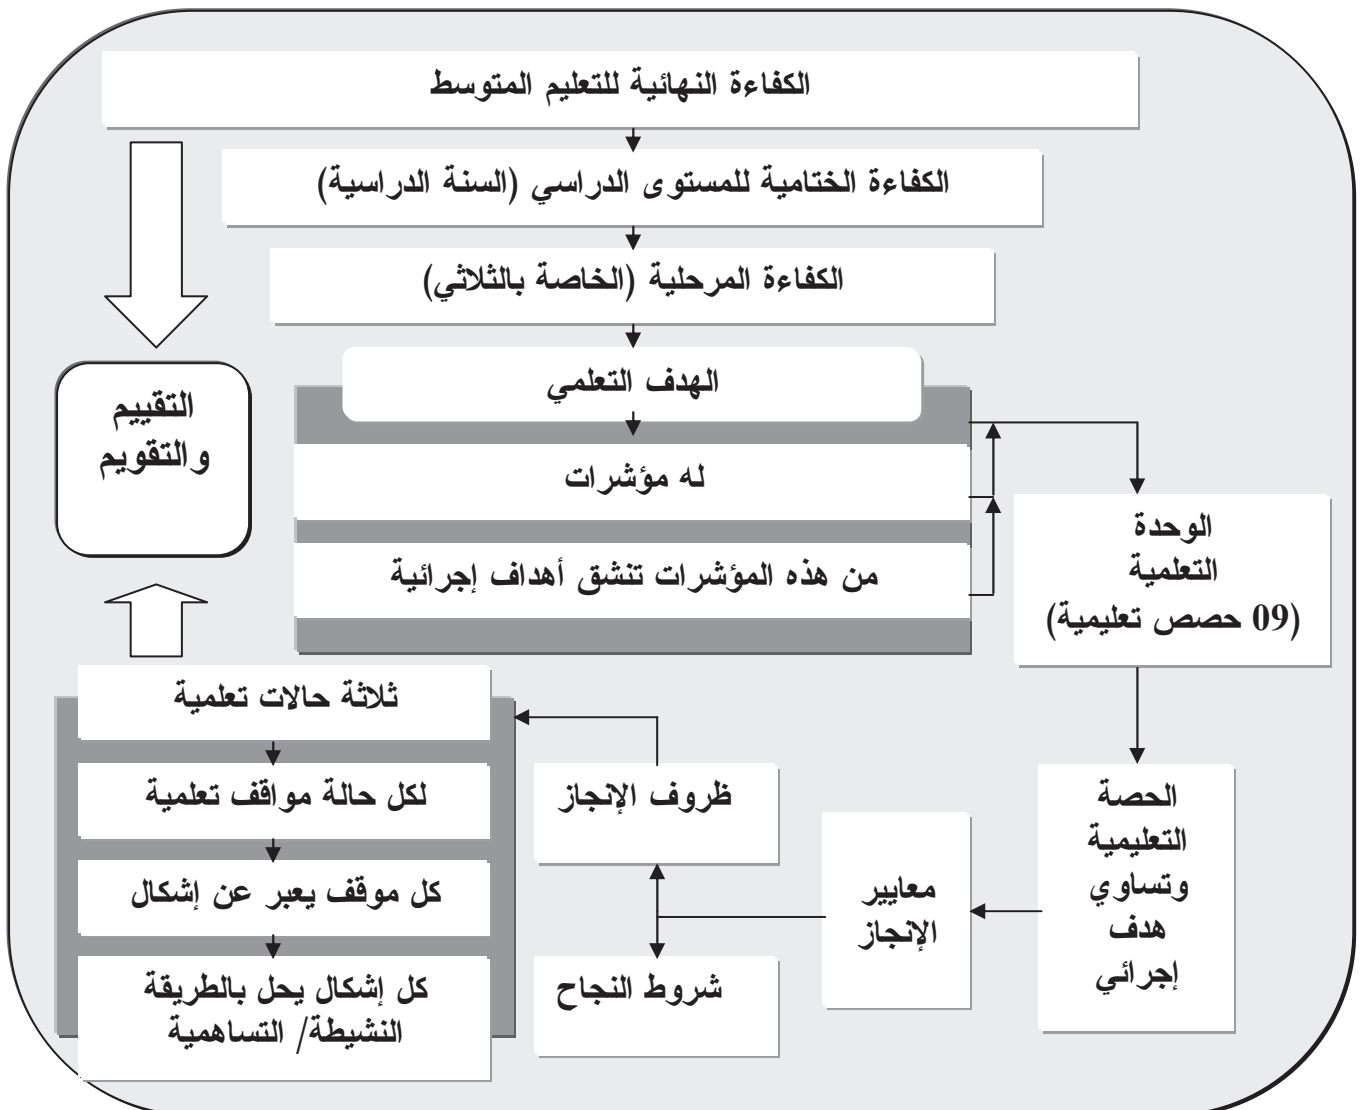 الكفاءة النهائية للتعليم المتوسط
الكفاءة الختامية للمستوى الدراسي (السنة الدراسية)
الكفاءة المرحلية (الخاصة بالثلاثي)
الهدف التعلمي
له مؤشرات
من هذه المؤشرات تنشق أهداف إجرائية
الوحدة
التعلمية
(09 حصص تعليمية)
التقييم
والتقويم
الحصة
التعليمية
وتساوي
هدف
إجرائي
معايير
الإنجاز
ظروف الإنجاز
شروط النجاح
ثلاثة حالات تعلمية
لكل حالة مواقف تعلمية
كل موقف يعبر عن إشكال
كل إشكال يحل بالطريقة
النشيطة/ التساهمية